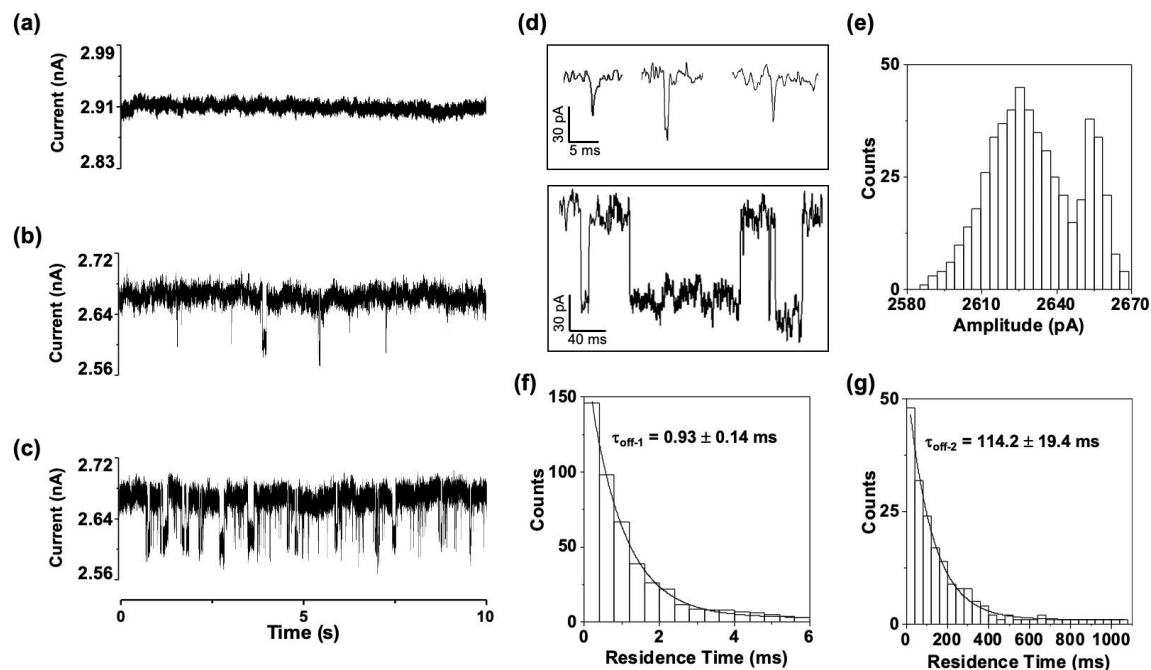 (a)
Current (nA)
2.99
2.91
2.83
(b)
Current (nA)
2.72
2.64
2.56
(c)
Current (nA)
2.72
2.64
2.56
0 5 10
Time (s)
(d)
30 pA
5 ms
30 pA
40 ms
(e)
Counts
50
25
0
2580 2610 2640 2670
Amplitude (pA)
(f)
Counts
150
100
50
0
τoff-1 = 0.93 ± 0.14 ms
0 2 4 6
Residence Time (ms)
(g)
Counts
50
25
0
τoff-2 = 114.2 ± 19.4 ms
0 200 400 600 800 1000
Residence Time (ms)